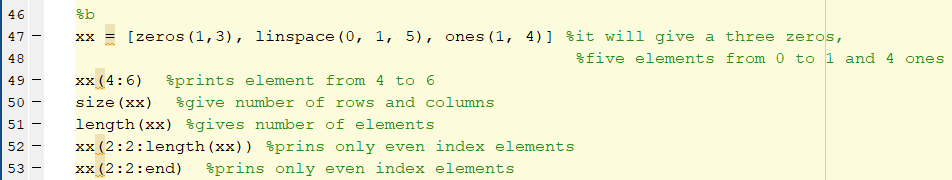 46 %b
47 – xx = [zeros(1,3), linspace(0, 1, 5), ones(1, 4)] %it will give a three zeros,
48 %five elements from 0 to 1 and 4 ones
49 – xx(4:6) %prints element from 4 to 6
50 – size(xx) %give number of rows and columns
51 – length(xx) %gives number of elements
52 – xx(2:2:length(xx)) %prins only even index elements
53 – xx(2:2:end) %prins only even index elements